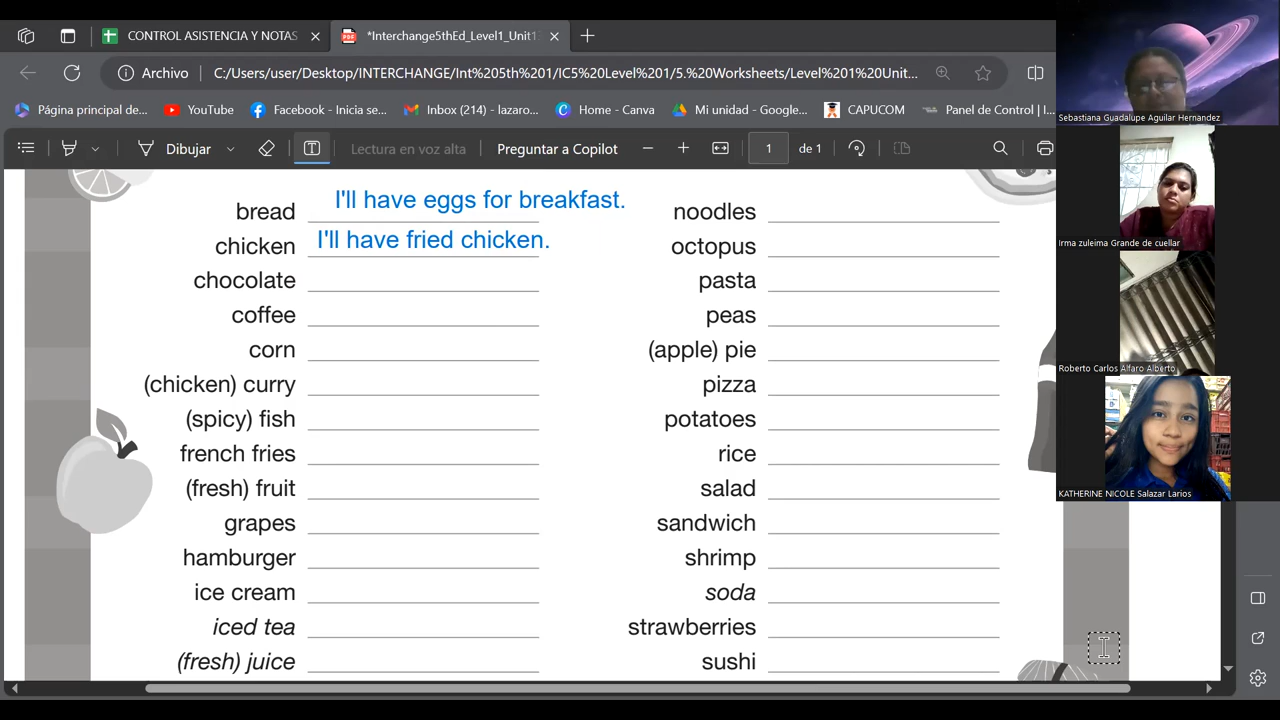 CONTROL ASISTENCIA Y NOTAS
*Interchange5thEd_Level1_Unit13
Archivo
C:/Users/user/Desktop/INTERCHANGE/Int%205th%201/IC5%20Level%201/5.%20Worksheets/Level%201%20Unit...
Página principal de...
YouTube
Facebook - Inicia se...
Inbox (214) - lazaro...
Home - Canva
Mi unidad - Google...
CAPUCOM
Panel de Control | I...
Dibujar
Lectura en voz alta
Preguntar a Copilot
1
de 1
bread I'll have eggs for breakfast.
chicken I'll have fried chicken.
chocolate
coffee
corn
(chicken) curry
(spicy) fish
french fries
(fresh) fruit
grapes
hamburger
ice cream
iced tea
(fresh) juice
noodles
octopus
pasta
peas
(apple) pie
pizza
potatoes
rice
salad
sandwich
shrimp
soda
strawberries
sushi
Sebastiana Guadalupe Aguilar Hernandez
Irma zuleima Grande de cuellar
Roberto Carlos Alfaro Alberto
KATHERINE NICOLE Salazar Larios